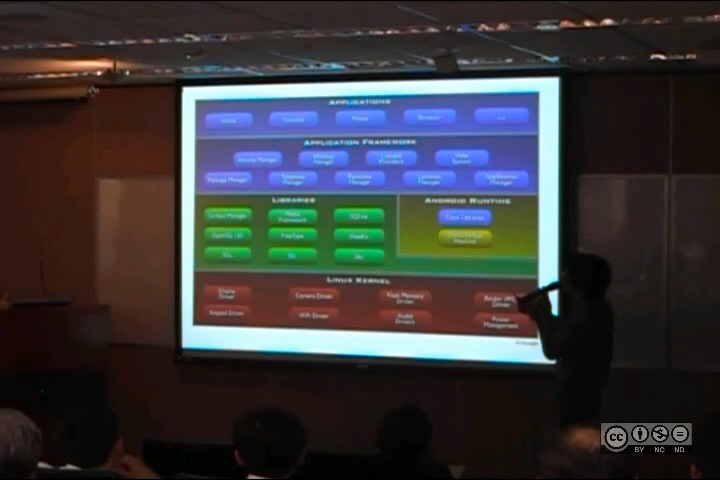 APPLICATIONS
Home Contacts Phone Browser ...
APPLICATION FRAMEWORK
Activity Manager Window Manager Content Providers View System
Package Manager Telephony Manager Resource Manager Location Manager Notification Manager
LIBRARIES ANDROID RUNTIME
Surface Manager Media Framework SQLite Core Libraries
OpenGL | ES FreeType WebKit Dalvik Virtual Machine
SGL SSL libc
LINUX KERNEL
Display Driver Camera Driver Flash Memory Driver Binder (IPC) Driver
Keypad Driver WiFi Driver Audio Drivers Power Management
cc
BY NC ND